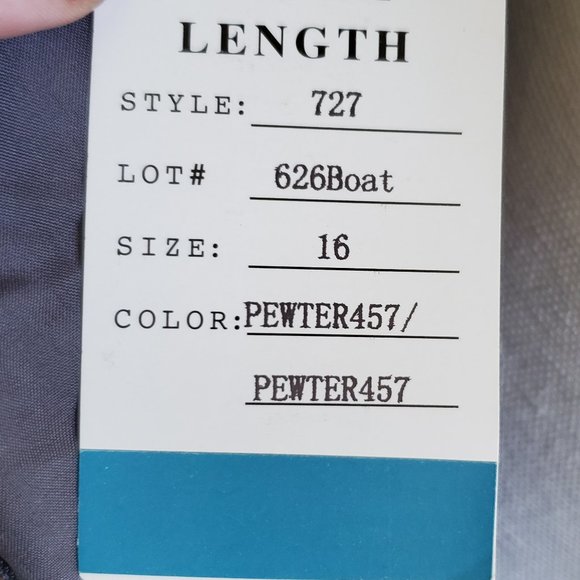 LENGTH
STYLE: 727
LOT# 626Boat
SIZE: 16
COLOR: PEWTER457/
PEWTER457